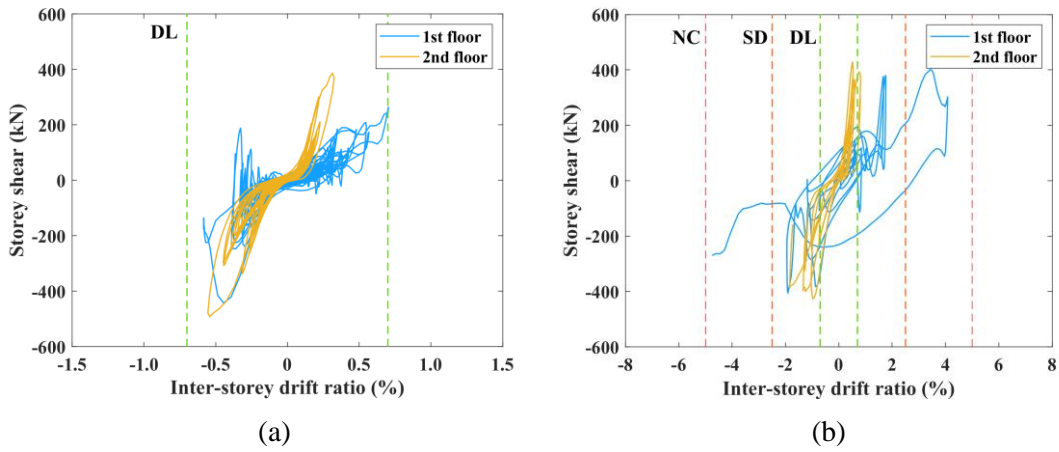 600
400
200
0
-200
-400
-600
Storey shear (kN)
DL
1st floor
2nd floor
-1.5 -1.0 -0.5 0 0.5 1.0 1.5
Inter-storey drift ratio (%)
(a)
600
400
200
0
-200
-400
-600
Storey shear (kN)
NC SD DL
1st floor
2nd floor
-8 -6 -4 -2 0 2 4 6 8
Inter-storey drift ratio (%)
(b)